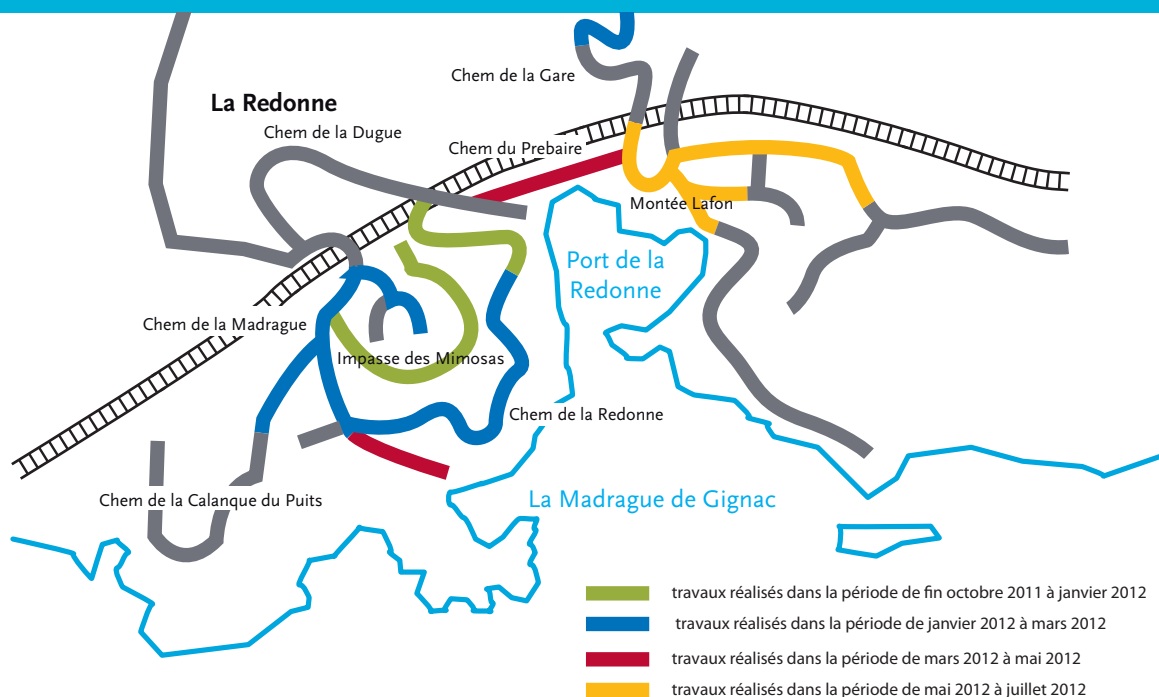 Chem de la Gare
La Redonne
Chem de la Dugue
Chem du Prebaire
Montée Lafon
Port de la
Redonne
Chem de la Madrague
Impasse des Mimosas
Chem de la Redonne
Chem de la Calanque du Puits
La Madrague de Gignac
travaux réalisés dans la période de fin octobre 2011 à janvier 2012
travaux réalisés dans la période de janvier 2012 à mars 2012
travaux réalisés dans la période de mars 2012 à mai 2012
travaux réalisés dans la période de mai 2012 à juillet 2012